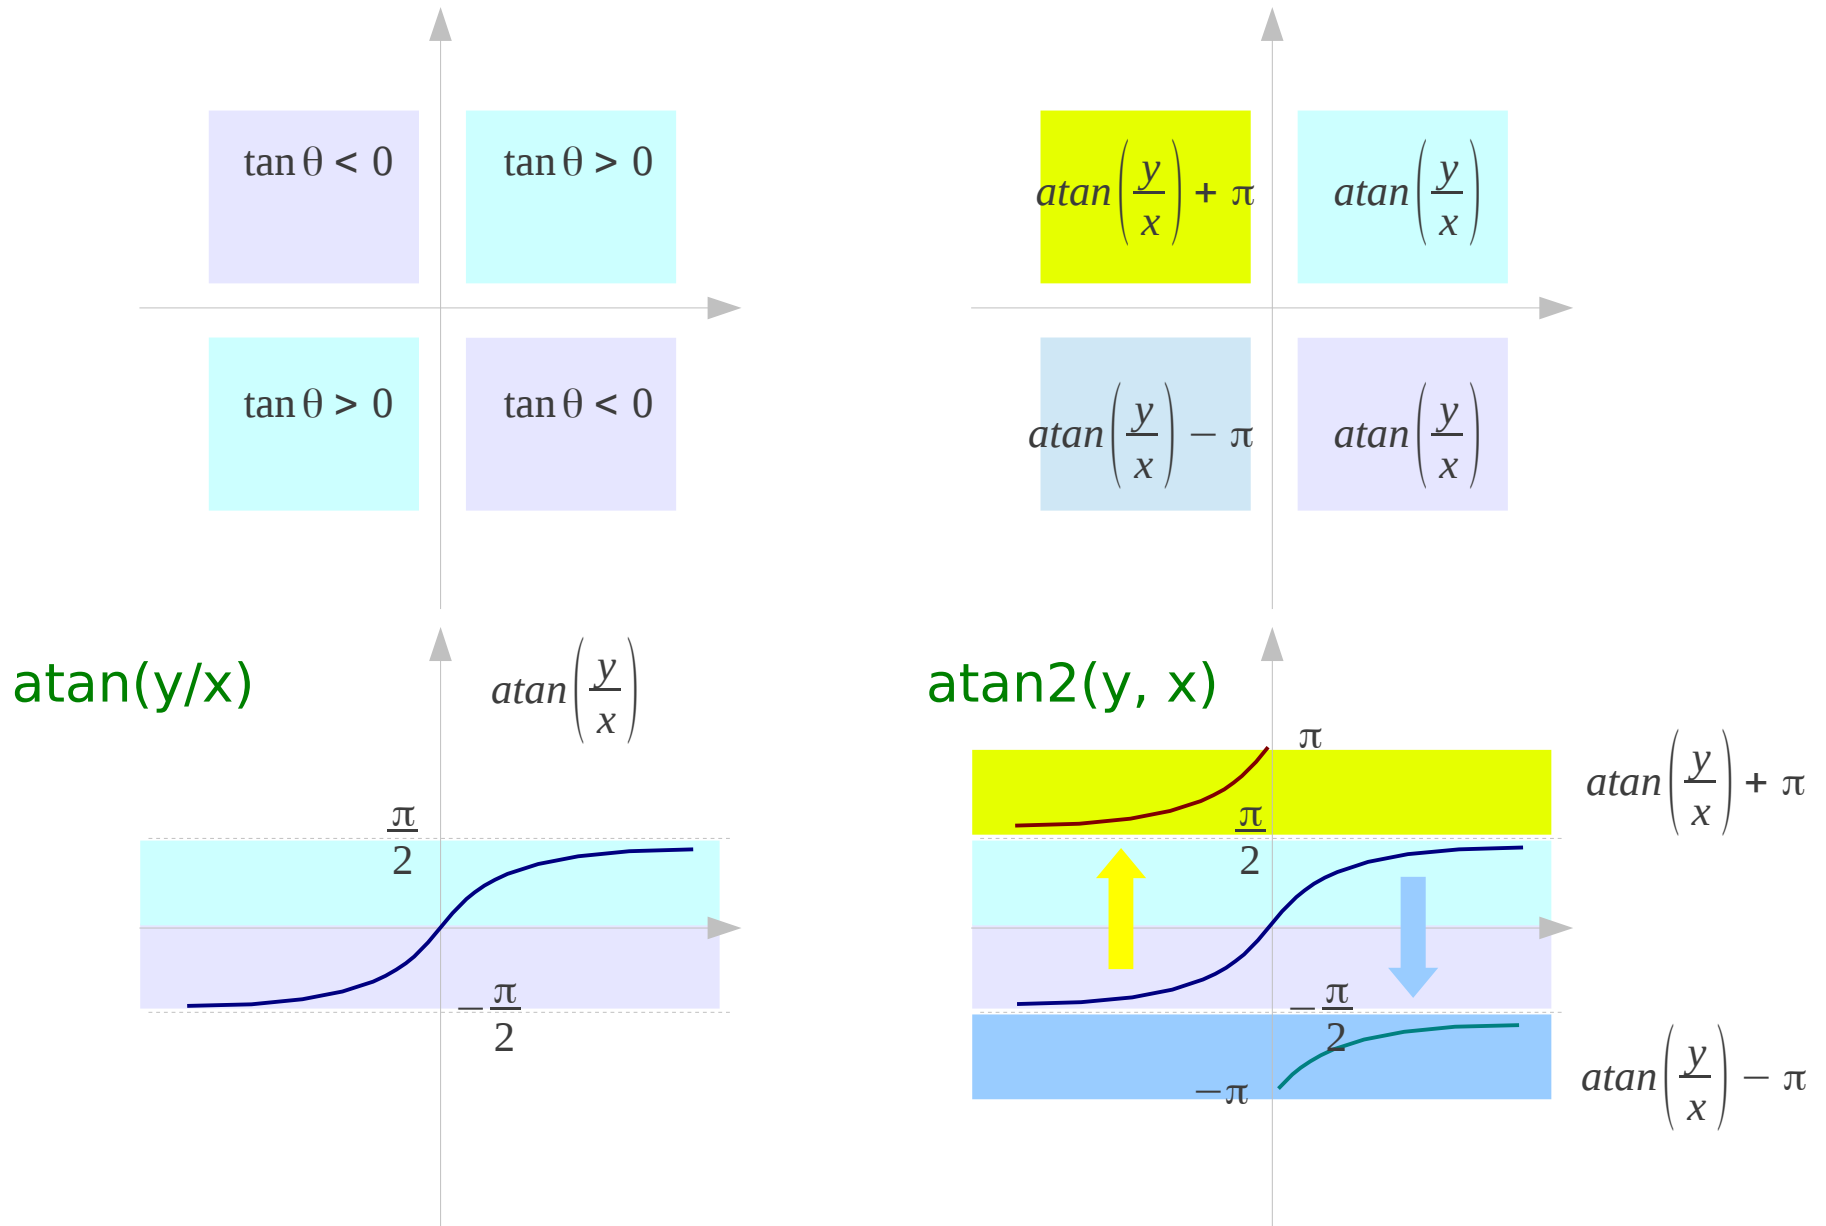 tan θ < 0
tan θ > 0
tan θ > 0
tan θ < 0
atan(y/x) + π
atan(y/x)
atan(y/x) − π
atan(y/x)
atan(y/x)
atan(y/x)
π/2
−π/2
atan2(y, x)
π
atan(y/x) + π
π/2
−π/2
−π
atan(y/x) − π